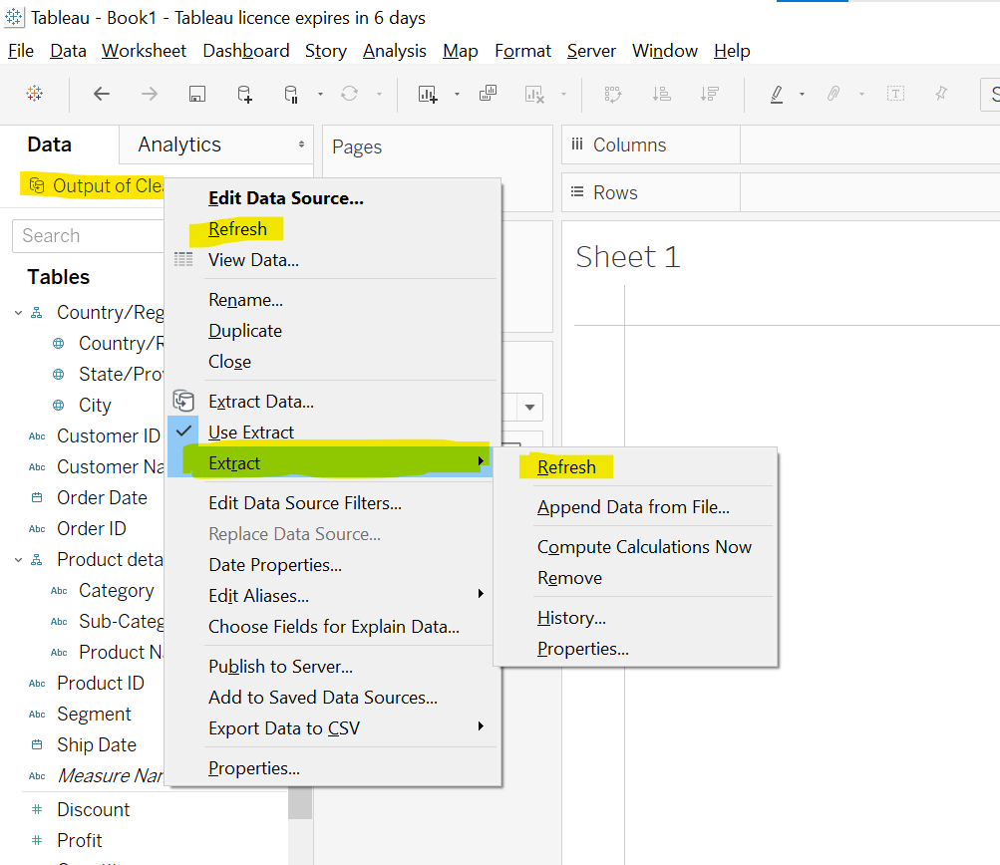 Tableau - Book1 - Tableau licence expires in 6 days
File Data Worksheet Dashboard Story Analysis Map Format Server Window Help
Data Analytics
Pages
Columns
Rows
Output of Cle
Search
Tables
Country/Reg
Country/R
State/Pro
City
Abc Customer ID
Abc Customer Na
Order Date
Abc Order ID
Product deta
Abc Category
Abc Sub-Categ
Abc Product N
Abc Product ID
Abc Segment
Ship Date
Abc Measure Nar
# Discount
# Profit
Edit Data Source...
Refresh
View Data...
Rename...
Duplicate
Close
Extract Data...
Use Extract
Extract
Edit Data Source Filters...
Replace Data Source...
Date Properties...
Edit Aliases...
Choose Fields for Explain Data...
Publish to Server...
Add to Saved Data Sources...
Export Data to CSV
Properties...
Refresh
Append Data from File...
Compute Calculations Now
Remove
History...
Properties...
Sheet 1